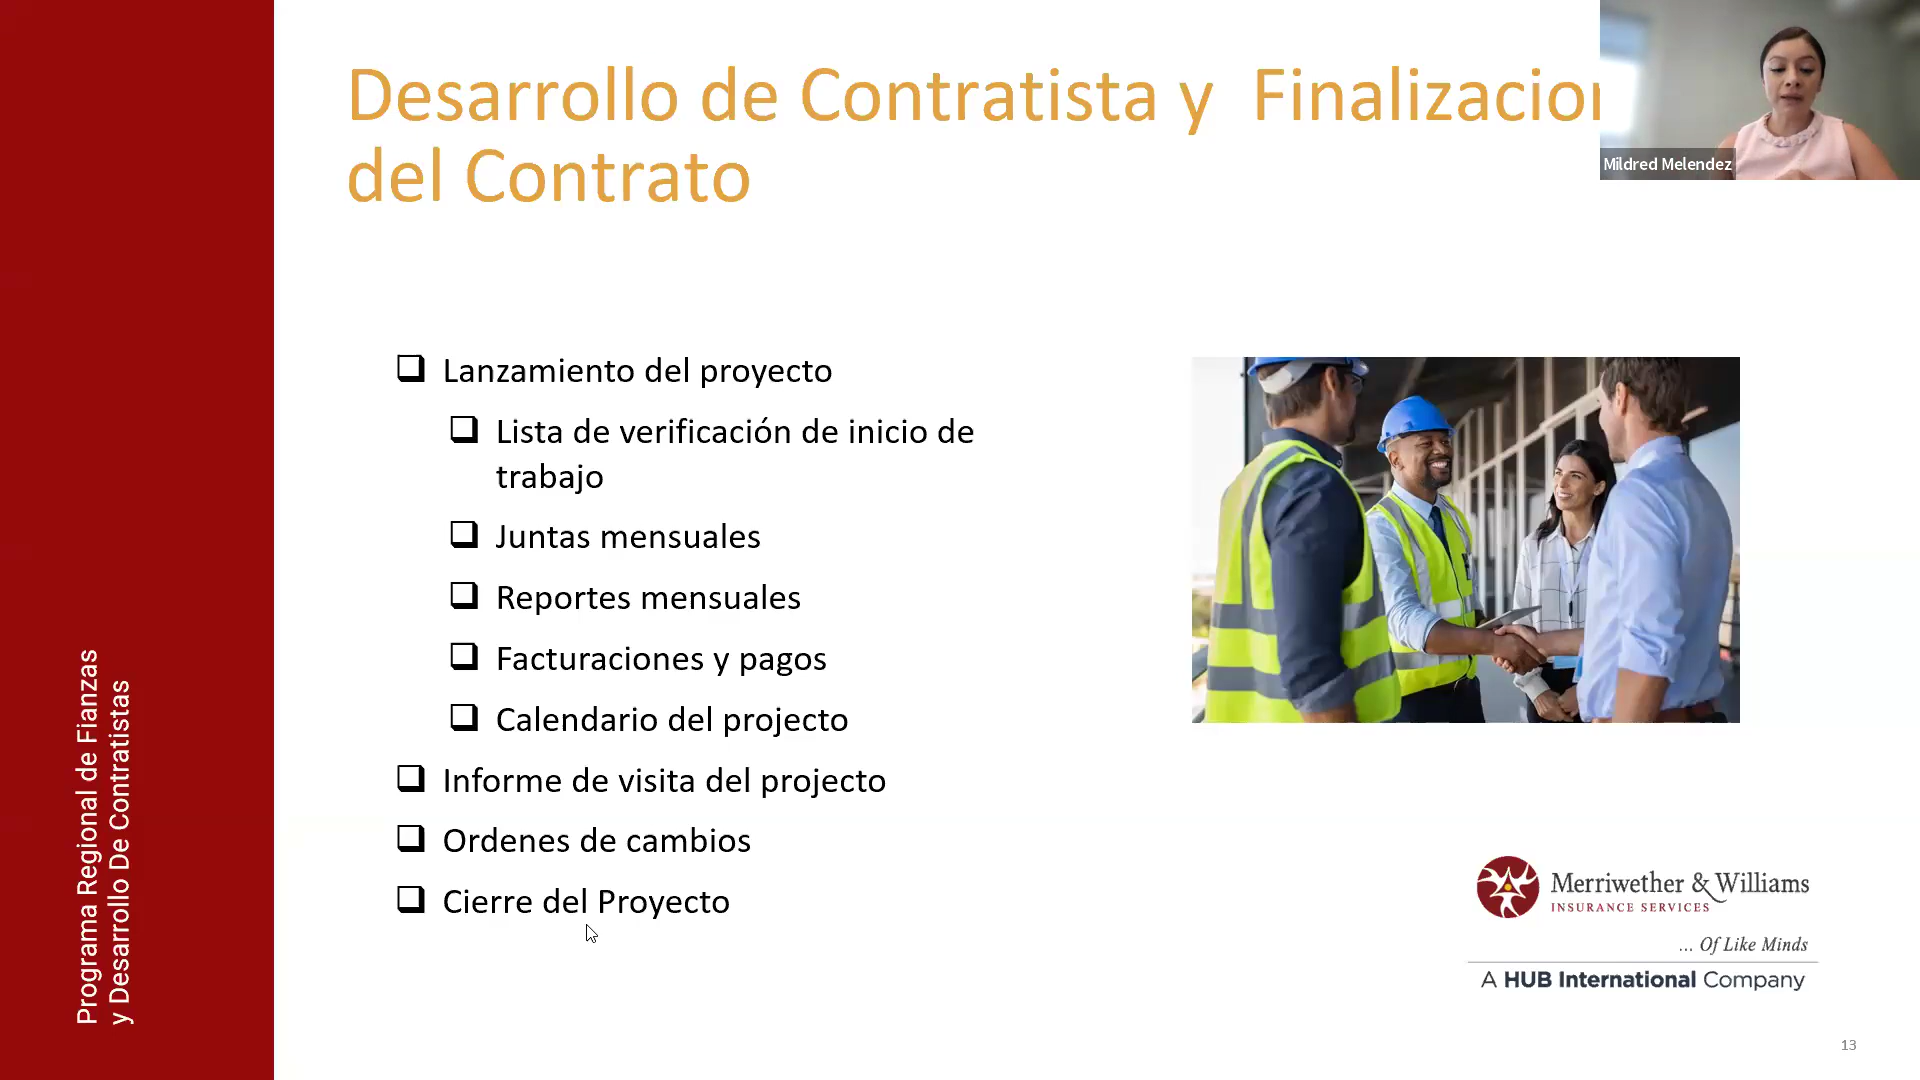 Desarrollo de Contratista y Finalizacion
del Contrato
Mildred Melendez
Lanzamiento del proyecto
Lista de verificación de inicio de
trabajo
Juntas mensuales
Reportes mensuales
Facturaciones y pagos
Calendario del projecto
Informe de visita del projecto
Ordenes de cambios
Cierre del Proyecto
Programa Regional de Fianzas
y Desarrollo De Contratistas
Merriwether & Williams
INSURANCE SERVICES
... Of Like Minds
A HUB International Company
13